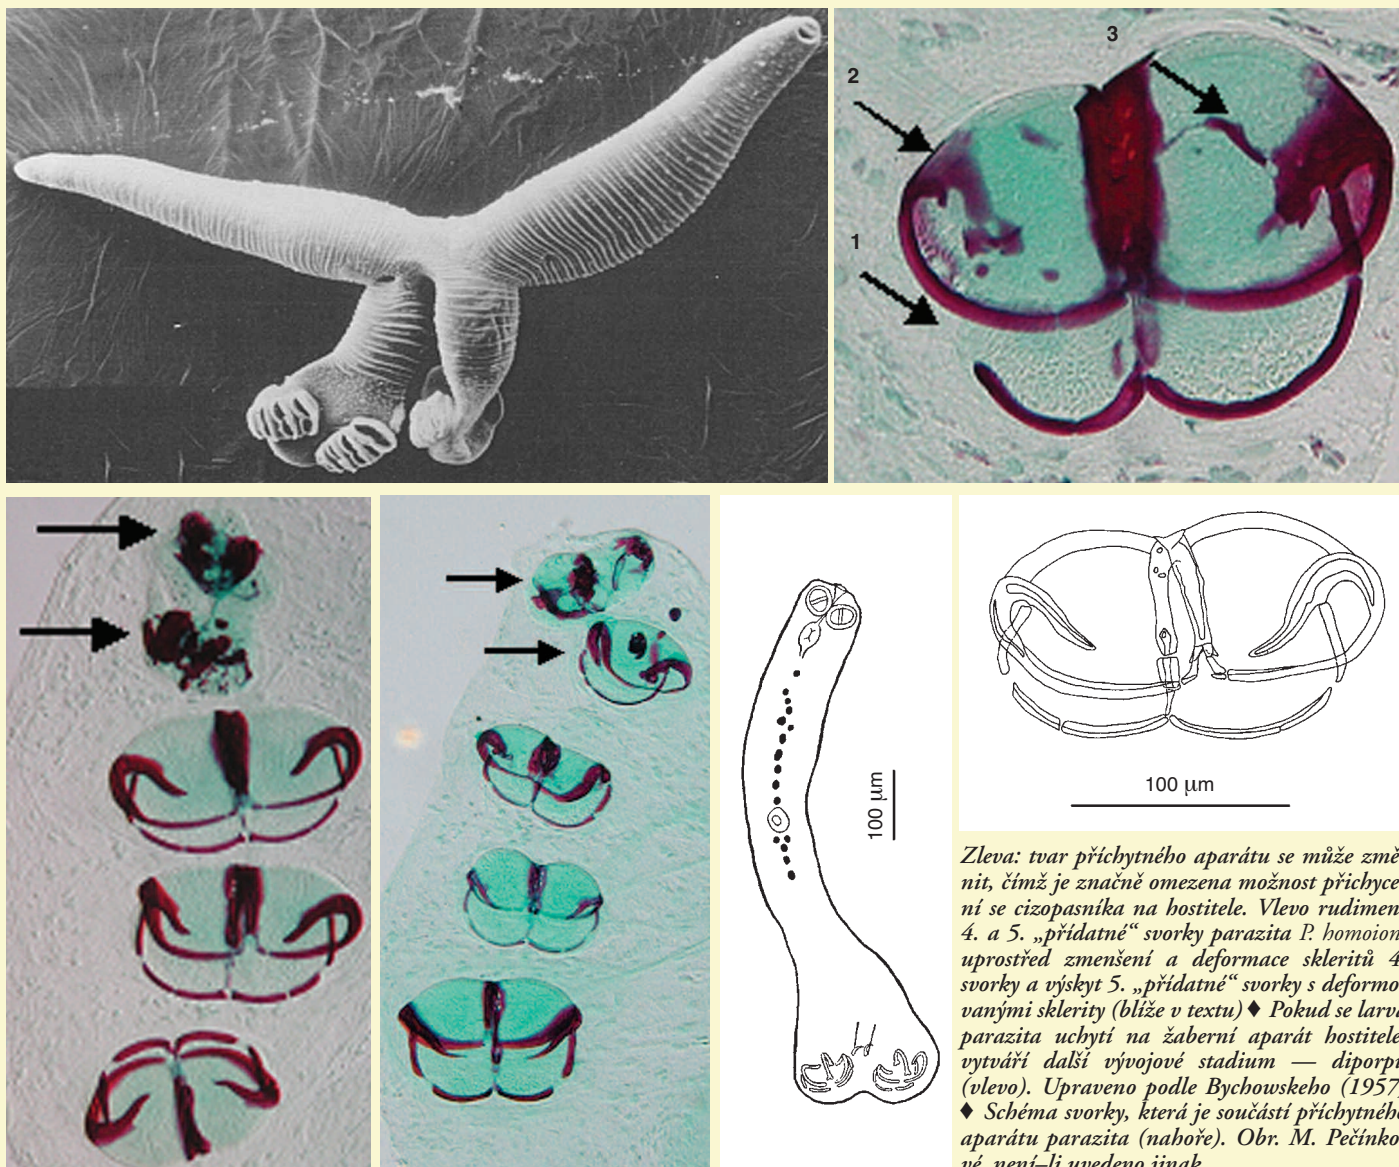 3
2
1
100 µm
100 µm
Zleva: tvar příchytného aparátu se může změ
nit, čímž je značně omezena možnost přichyce
ní se cizopasníka na hostitele. Vlevo rudimen
4. a 5. „přídatné“ svorky parazita P. homoion
uprostřed zmenšení a deformace skleritů 4
svorky a výskyt 5. „přídatné“ svorky s deformo
vanými sklerity (blíže v textu) ♦ Pokud se larva
parazita uchytí na žaberní aparát hostitele
vytváří další vývojové stadium — diporp
(vlevo). Upraveno podle Bychowskeho (1957
♦ Schéma svorky, která je součástí příchytného
aparátu parazita (nahoře). Obr. M. Pečínko
vé, není–li uvedeno jinak